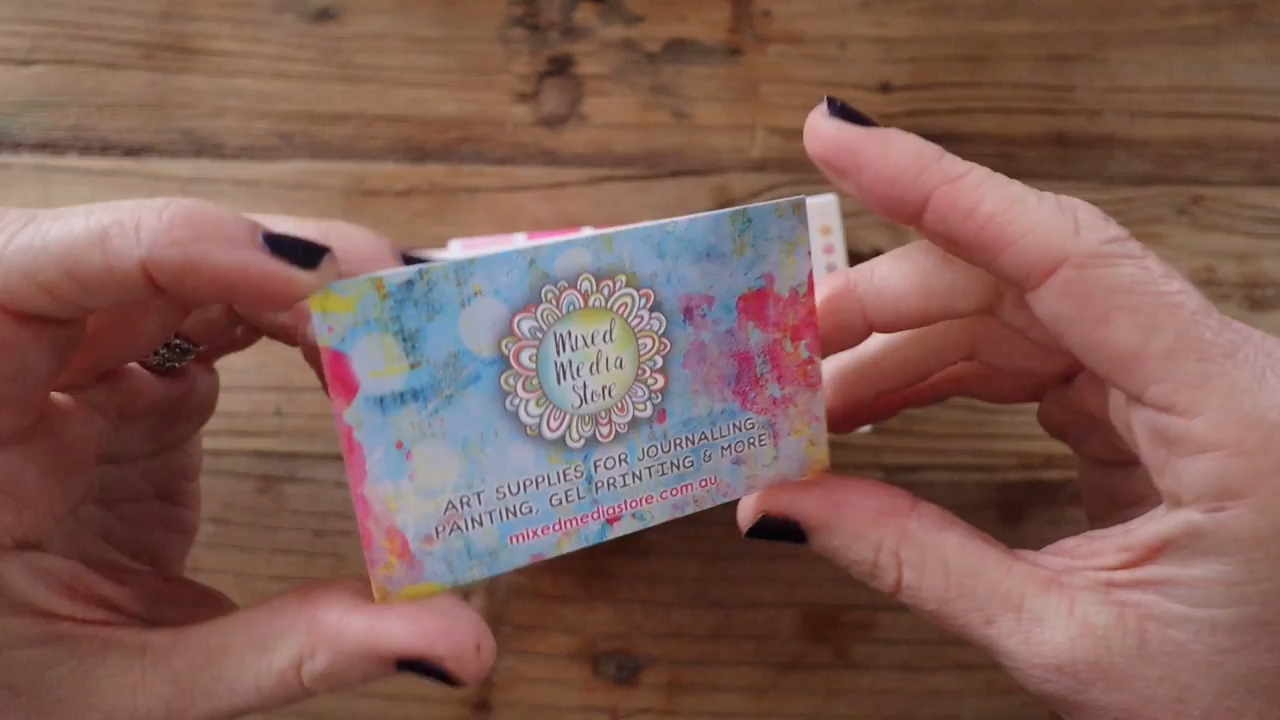 Mixed
Media
Store
ART SUPPLIES FOR JOURNALLING,
PAINTING, GEL PRINTING & MORE
mixedmediastore.com.au